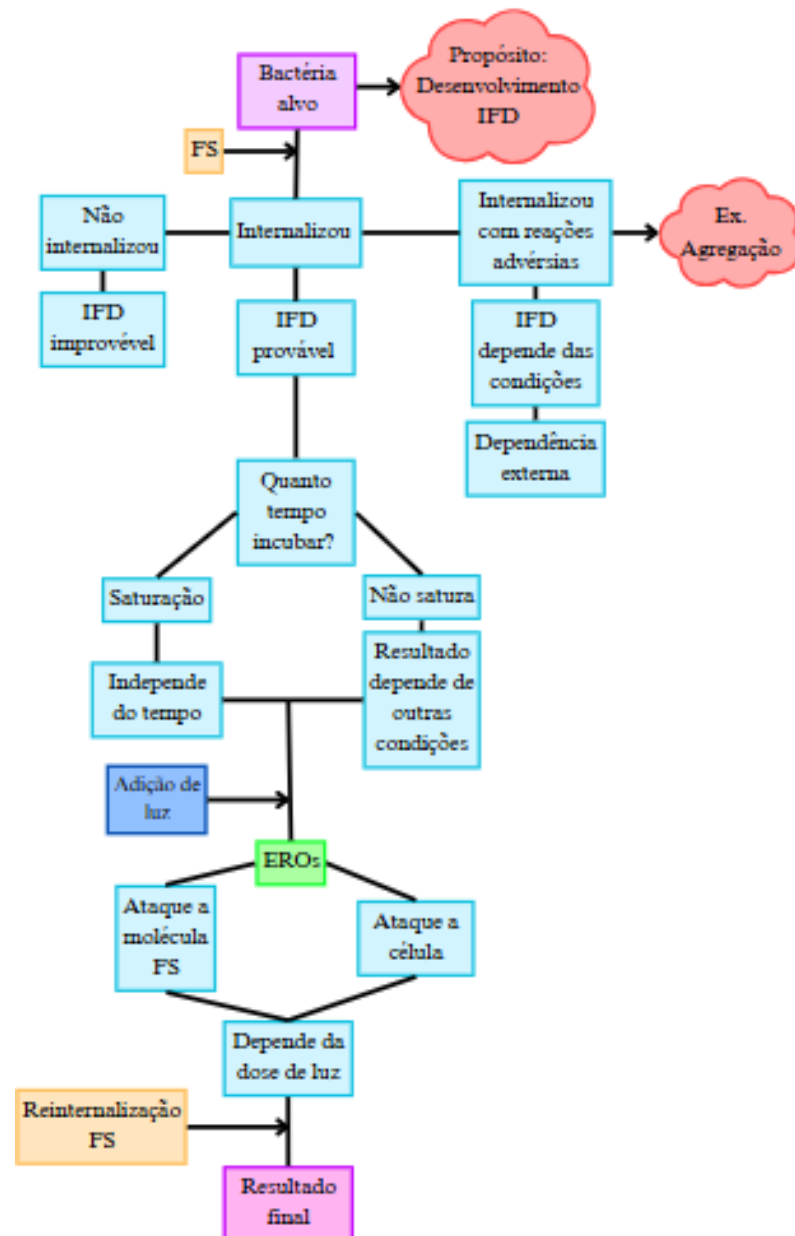 Bactéria
alvo
Propósito:
Desenvolvimento
IFD
FS
Não
internalizou
Internalizou
Internalizou
com reações
advérsias
Ex.
Agregação
IFD
improvével
IFD
provável
IFD
depende das
condições
Dependência
externa
Quanto
tempo
incubar?
Saturação
Não satura
Independe
do tempo
Resultado
depende de
outras
condições
Adição de
luz
EROs
Ataque a
molécula
FS
Ataque a
célula
Depende da
dose de luz
Reinternalização
FS
Resultado
final